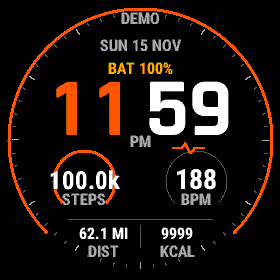 DEMO
SUN 15 NOV
BAT 100%
11 59
PM
100.0k 188
STEPS BPM
62.1 MI 9999
DIST KCAL